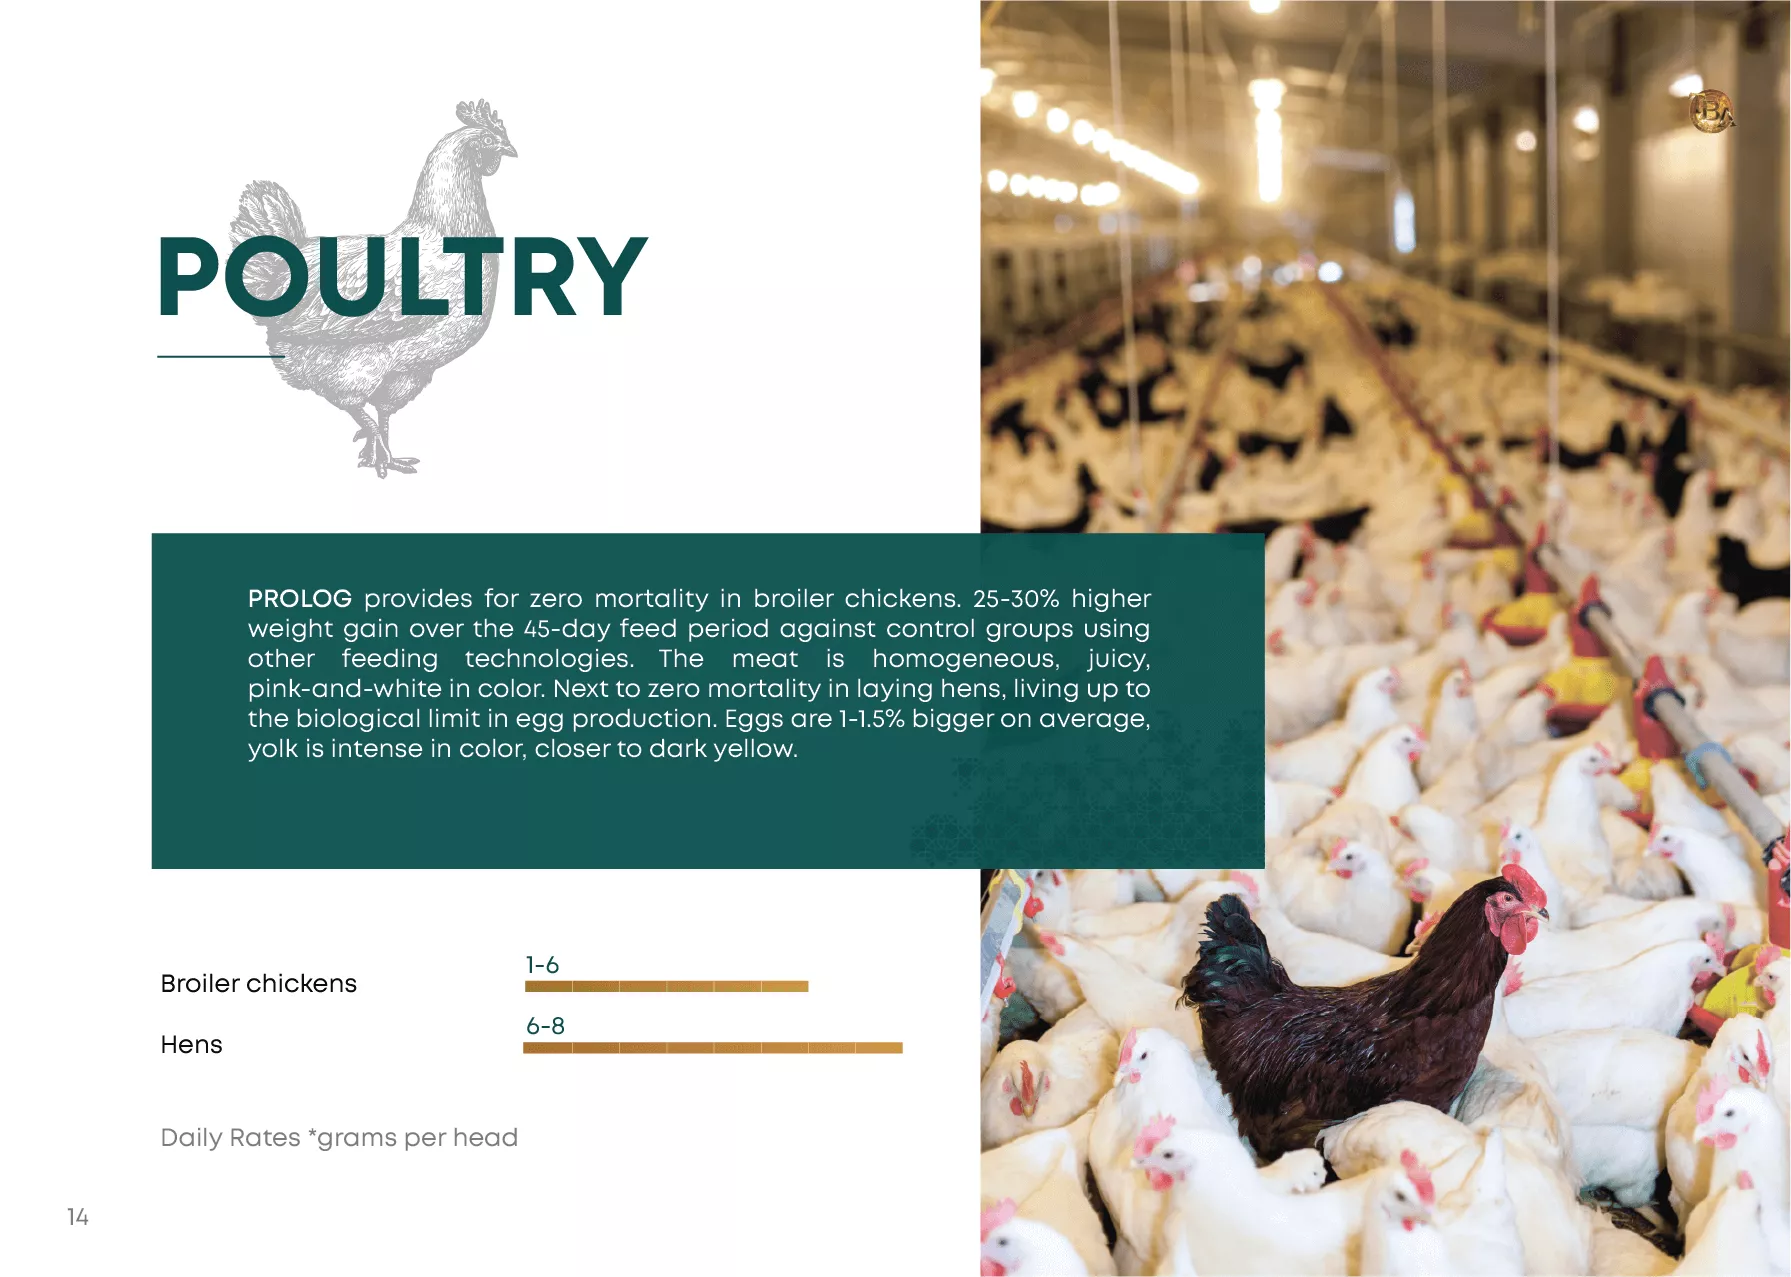 POULTRY
PROLOG provides for zero mortality in broiler chickens. 25-30% higher
weight gain over the 45-day feed period against control groups using
other feeding technologies. The meat is homogeneous, juicy,
pink-and-white in color. Next to zero mortality in laying hens, living up to
the biological limit in egg production. Eggs are 1-1.5% bigger on average,
yolk is intense in color, closer to dark yellow.
Broiler chickens 1-6
Hens 6-8
Daily Rates *grams per head
14